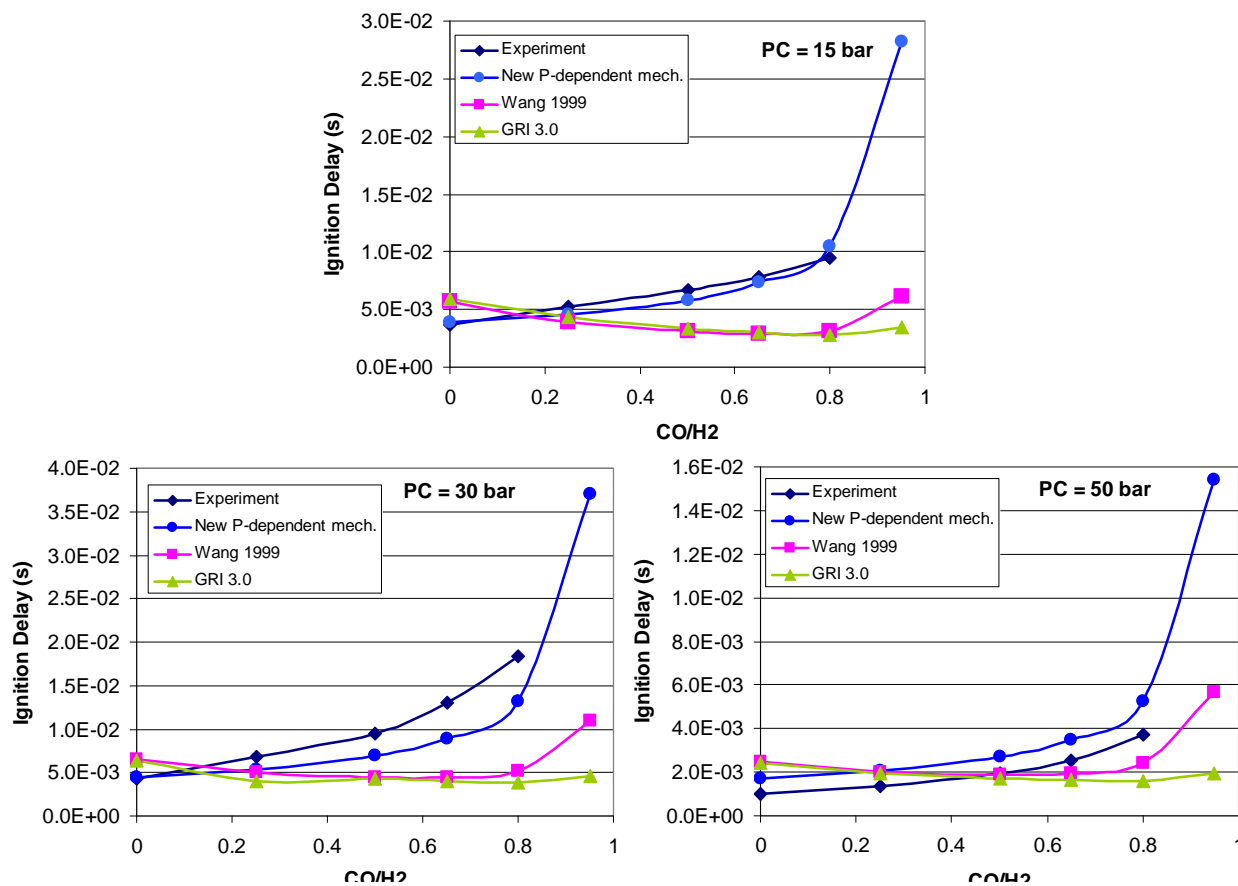 3.0E-02
2.5E-02
2.0E-02
1.5E-02
1.0E-02
5.0E-03
0.0E+00
Ignition Delay (s)
Experiment
New P-dependent mech.
Wang 1999
GRI 3.0
PC = 15 bar
0 0.2 0.4 0.6 0.8 1
CO/H2
4.0E-02
3.5E-02
3.0E-02
2.5E-02
2.0E-02
1.5E-02
1.0E-02
5.0E-03
0.0E+00
Ignition Delay (s)
Experiment
New P-dependent mech.
Wang 1999
GRI 3.0
PC = 30 bar
0 0.2 0.4 0.6 0.8 1
CO/H2
1.6E-02
1.4E-02
1.2E-02
1.0E-02
8.0E-03
6.0E-03
4.0E-03
2.0E-03
0.0E+00
Ignition Delay (s)
Experiment
New P-dependent mech.
Wang 1999
GRI 3.0
PC = 50 bar
0 0.2 0.4 0.6 0.8 1
CO/H2